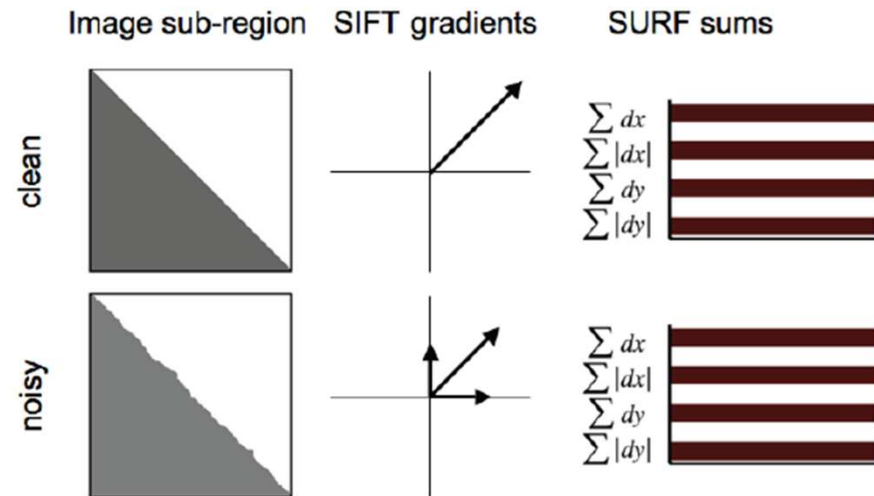 Image sub-region SIFT gradients SURF sums
clean
∑ dx
∑ |dx|
∑ dy
∑ |dy|
noisy
∑ dx
∑ |dx|
∑ dy
∑ |dy|